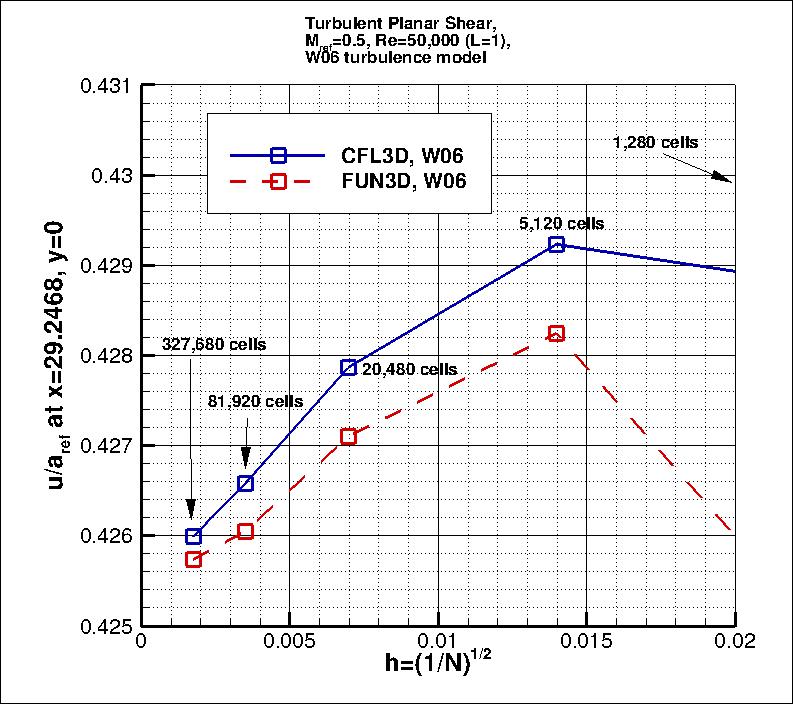 Turbulent Planar Shear,
M_ref=0.5, Re=50,000 (L=1),
W06 turbulence model
0.431
0.43
0.429
0.428
0.427
0.426
0.425
u/a_ref at x=29.2468, y=0
CFL3D, W06
FUN3D, W06
1,280 cells
5,120 cells
327,680 cells
20,480 cells
81,920 cells
0 0.005 0.01 0.015 0.02
h=(1/N)^1/2